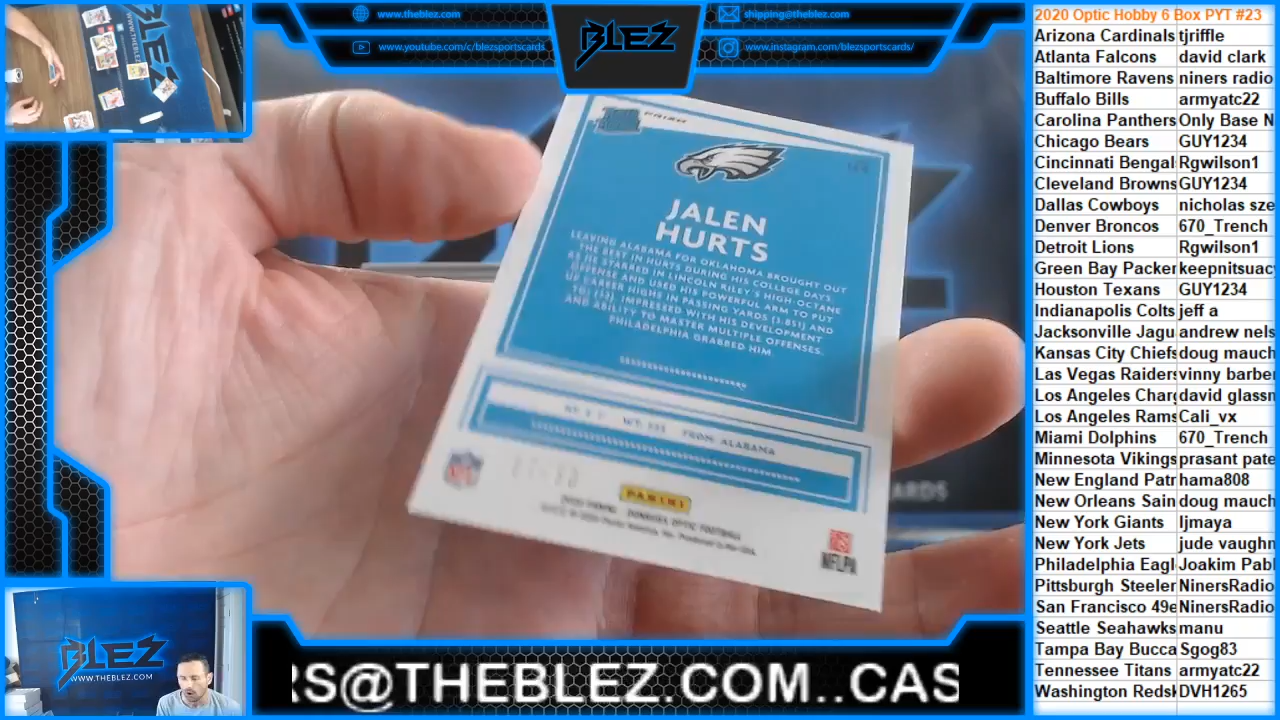 www.theblez.com
shipping@theblez.com
www.youtube.com/c/blezsportscards
www.instagram.com/blezsportscards/
BLEZ
PRIZM
JALEN
HURTS
LEAVING ALABAMA FOR OKLAHOMA BROUGHT OUT
THE BEST IN HURTS DURING HIS COLLEGE DAYS.
AS HE STARRED IN LINCOLN RILEY'S HIGH-OCTANE
OFFENSE AND USED HIS POWERFUL ARM TO PUT
UP CAREER HIGHS IN PASSING YARDS (3,851) AND
IMPRESSED WITH HIS DEVELOPMENT
AND ABILITY TO MASTER MULTIPLE OFFENSES.
PHILADELPHIA GRABBED HIM.
FROM: ALABAMA
NFL
PANINI
DONRUSS OPTIC FOOTBALL
NFLPA
ARDS
BLEZ
WWW.THEBLEZ.COM
RS@THEBLEZ.COM..CAS
2020 Optic Hobby 6 Box PYT #23
Arizona Cardinals tjriffle
Atlanta Falcons david clark
Baltimore Ravens niners radio
Buffalo Bills armyatc22
Carolina Panthers Only Base N
Chicago Bears GUY1234
Cincinnati Bengal Rgwilson1
Cleveland Browns GUY1234
Dallas Cowboys nicholas sze
Denver Broncos 670_Trench
Detroit Lions Rgwilson1
Green Bay Packer keepnitsuac
Houston Texans GUY1234
Indianapolis Colts jeff a
Jacksonville Jagu andrew nels
Kansas City Chiefs doug mauch
Las Vegas Raiders vinny barber
Los Angeles Charg david glassn
Los Angeles Rams Cali_vx
Miami Dolphins 670_Trench
Minnesota Vikings prasant pate
New England Patr hama808
New Orleans Sain doug mauch
New York Giants ljmaya
New York Jets jude vaughn
Philadelphia Eagl Joakim Pabl
Pittsburgh Steeler NinersRadio
San Francisco 49e NinersRadio
Seattle Seahawks manu
Tampa Bay Bucca Sgog83
Tennessee Titans armyatc22
Washington Redsk DVH1265